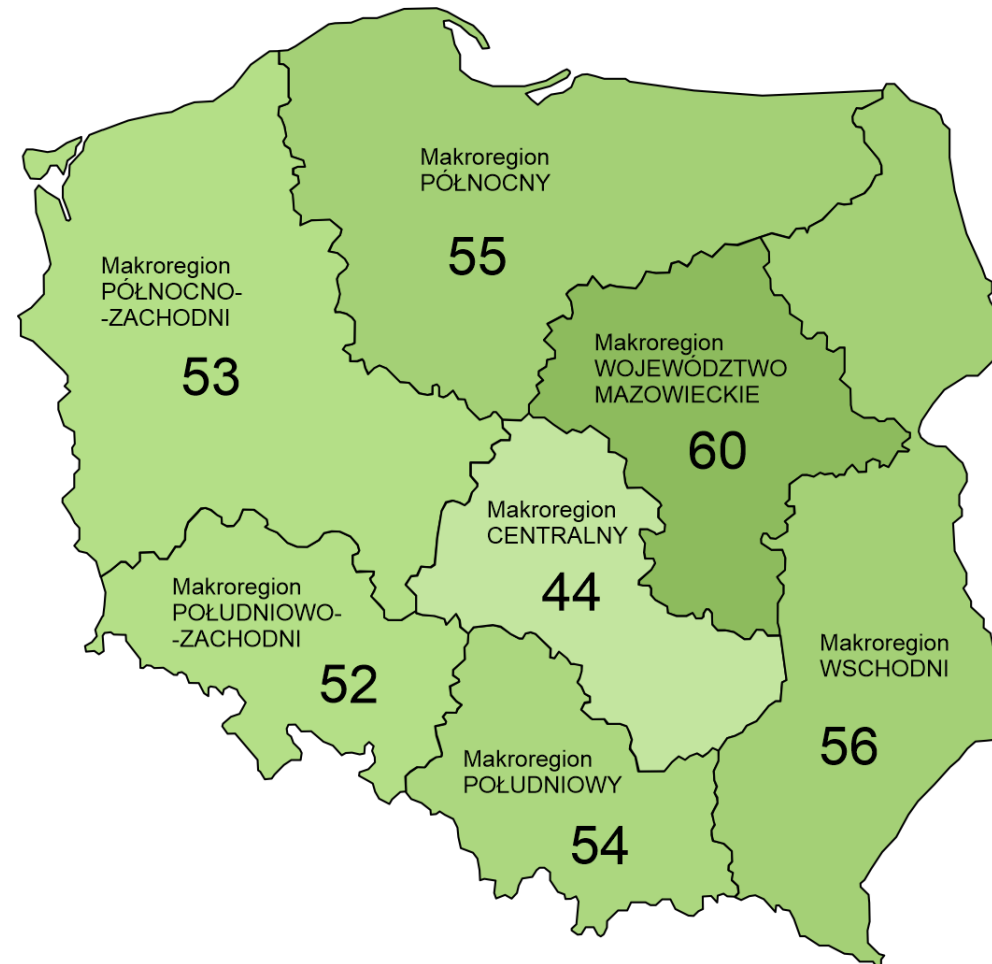 Makroregion
PÓŁNOCNY
55
Makroregion
PÓŁNOCNO-
-ZACHODNI
53
Makroregion
WOJEWÓDZTWO
MAZOWIECKIE
60
Makroregion
CENTRALNY
44
Makroregion
POŁUDNIOWO-
-ZACHODNI
52
Makroregion
WSCHODNI
56
Makroregion
POŁUDNIOWY
54